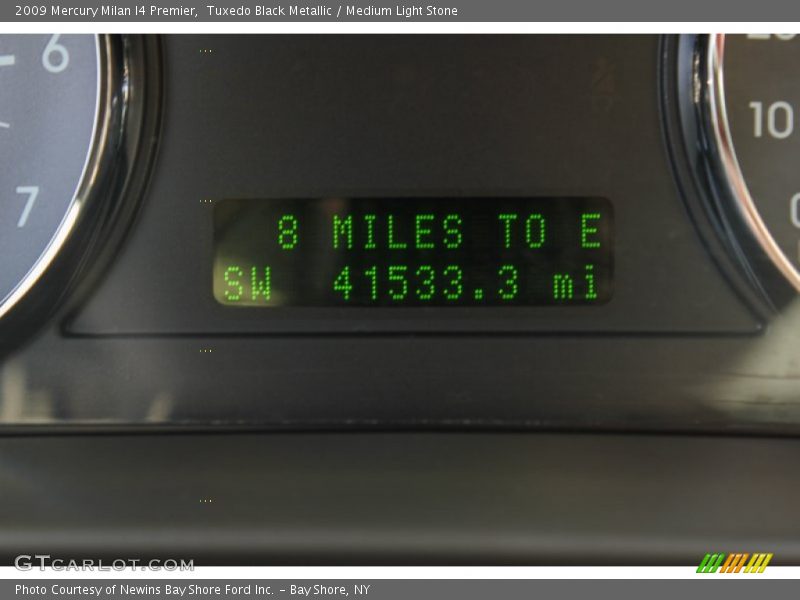 2009 Mercury Milan I4 Premier,  Tuxedo Black Metallic / Medium Light Stone
6
7
10
8 MILES TO E
SW 41533.3 mi
GTCARLOT.COM
Photo Courtesy of Newins Bay Shore Ford Inc. - Bay Shore, NY